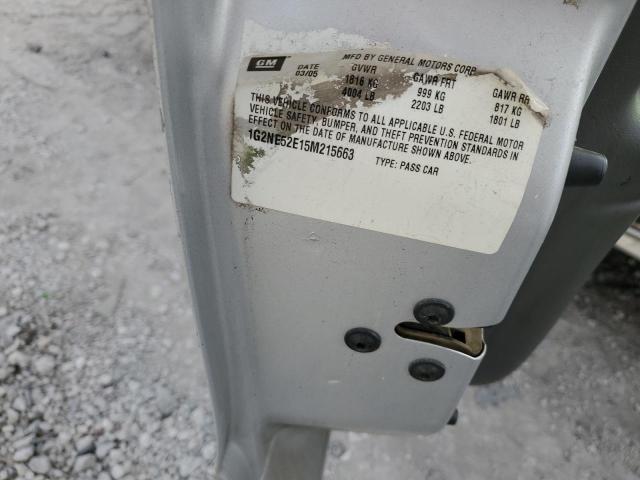 GM DATE MFD BY GENERAL MOTORS CORP
03/05 GVWR GAWR FRT GAWR RR
1816 KG 999 KG 817 KG
4004 LB 2203 LB 1801 LB
THIS VEHICLE CONFORMS TO ALL APPLICABLE U.S. FEDERAL MOTOR
VEHICLE SAFETY, BUMPER, AND THEFT PREVENTION STANDARDS IN
EFFECT ON THE DATE OF MANUFACTURE SHOWN ABOVE.
1G2NE52E15M215663 TYPE: PASS CAR